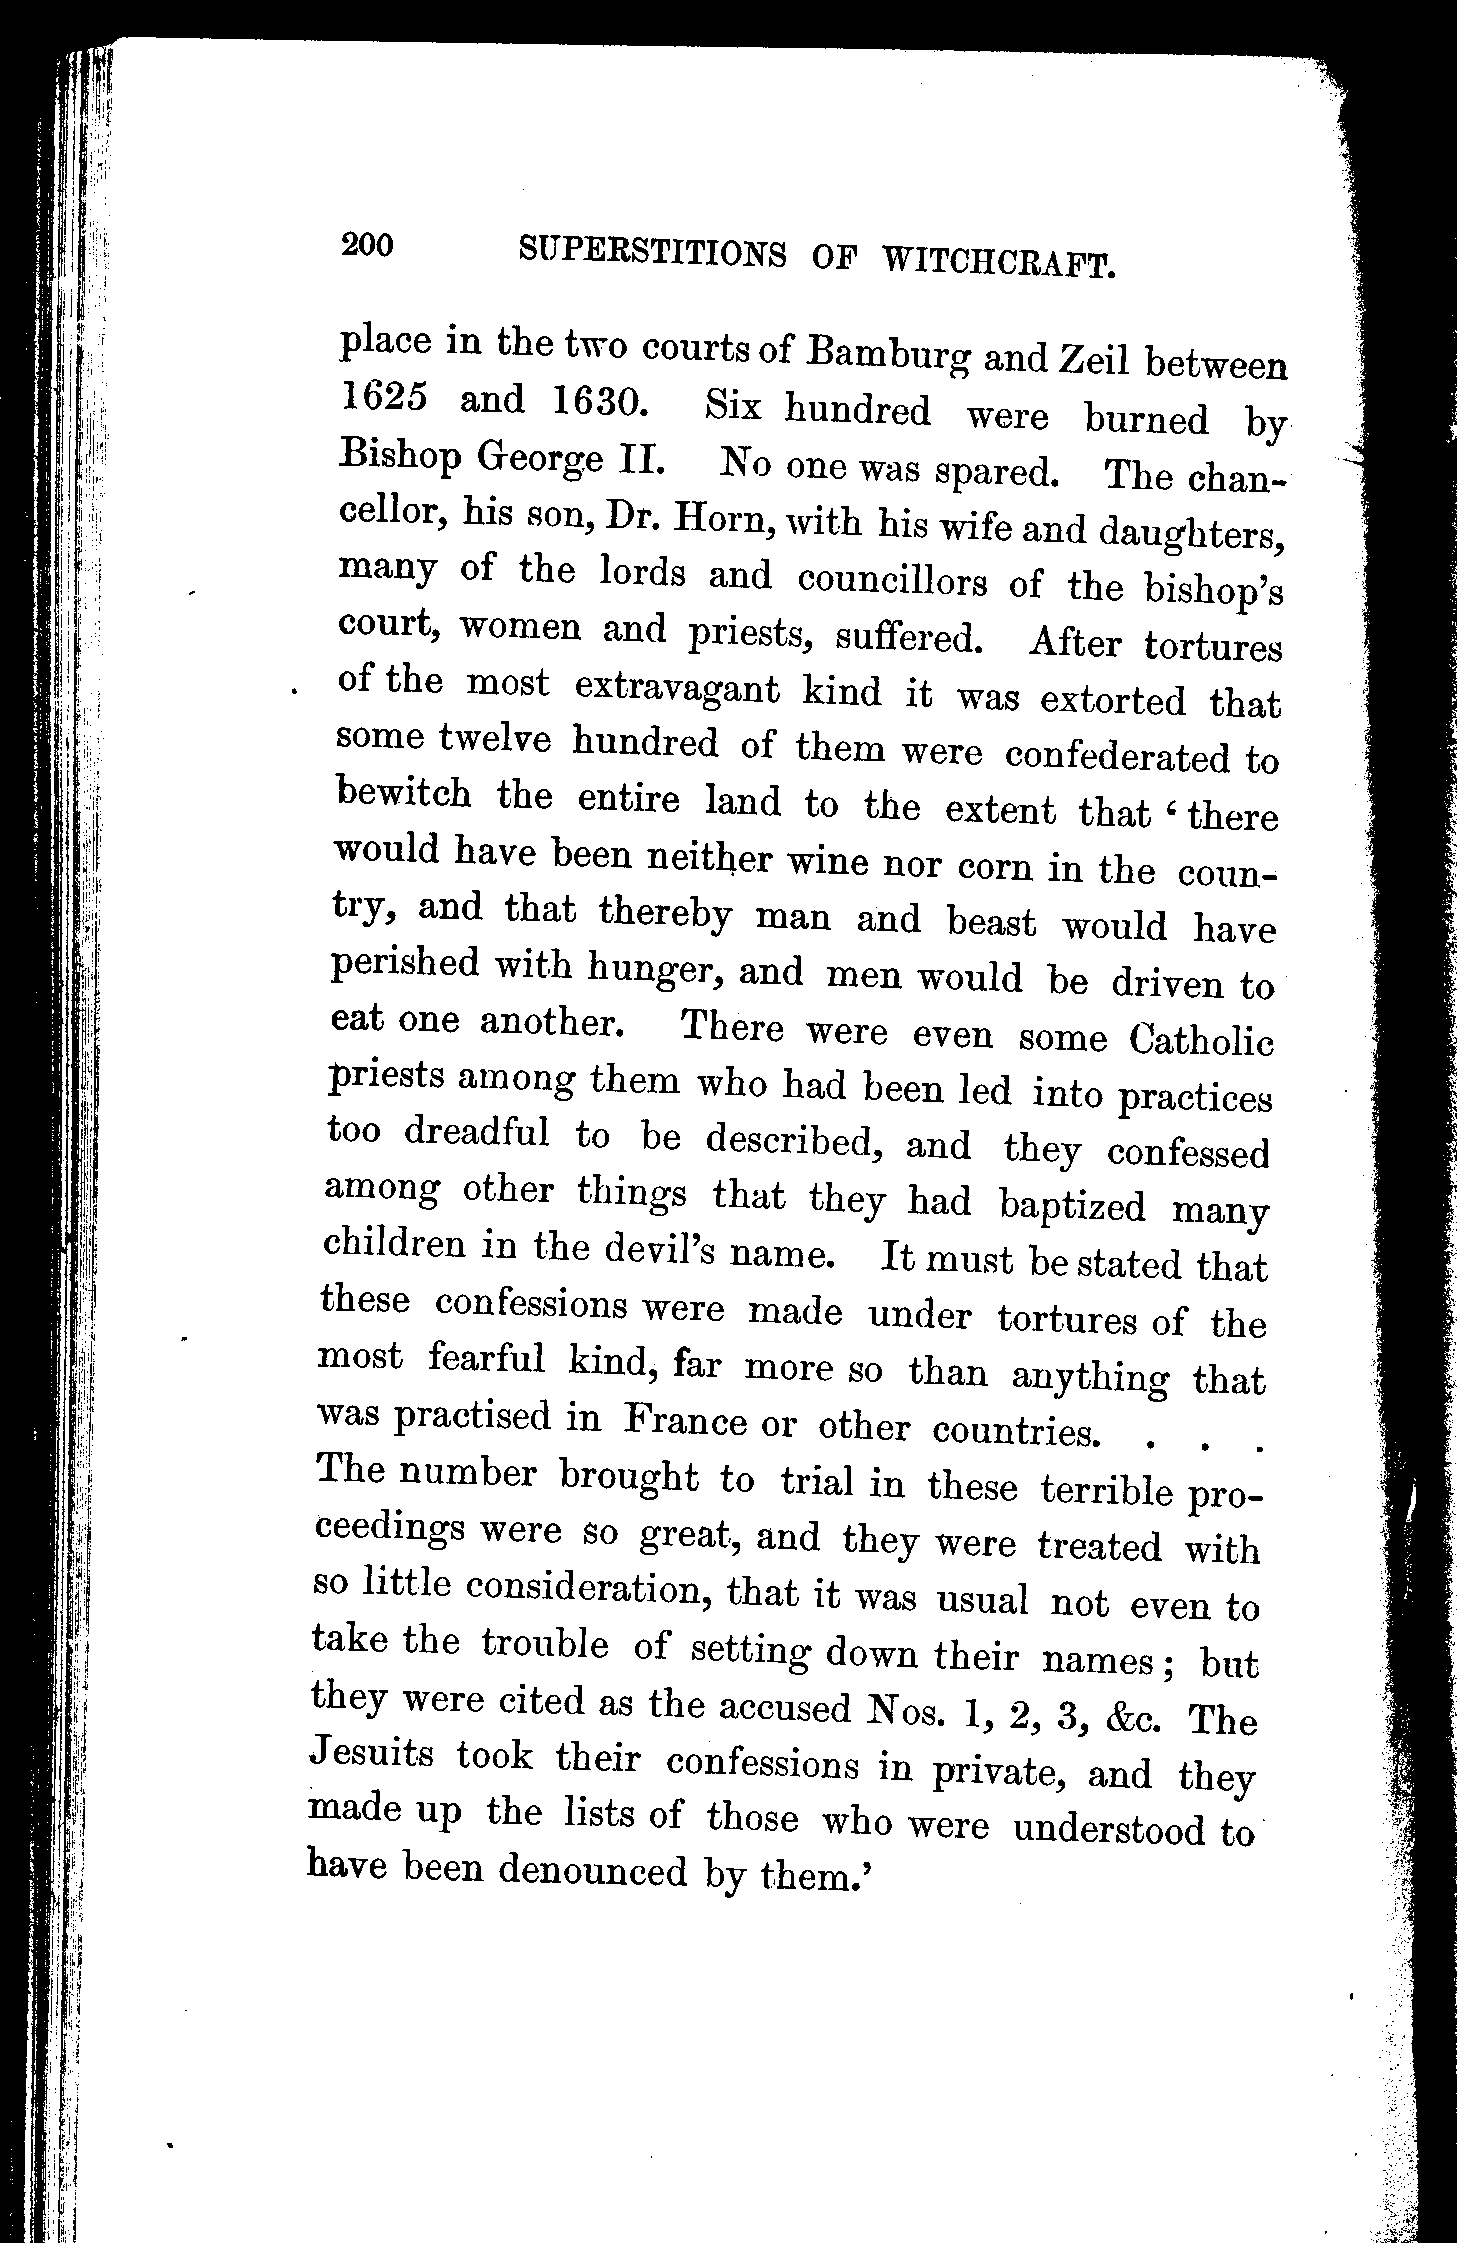 200 SUPERSTITIONS OF WITCHCRAFT.
place in the two courts of Bamburg and Zeil between
1625 and 1630. Six hundred were burned by
Bishop George II. No one was spared. The chan-
cellor, his son, Dr. Horn, with his wife and daughters,
many of the lords and councillors of the bishop's
court, women and priests, suffered. After tortures
of the most extravagant kind it was extorted that
some twelve hundred of them were confederated to
bewitch the entire land to the extent that ‘there
would have been neither wine nor corn in the coun-
try, and that thereby man and beast would have
perished with hunger, and men would be driven to
eat one another. There were even some Catholic
priests among them who had been led into practices
too dreadful to be described, and they confessed
among other things that they had baptized many
children in the devil's name. It must be stated that
these confessions were made under tortures of the
most fearful kind, far more so than anything that
was practised in France or other countries. . . .
The number brought to trial in these terrible pro-
ceedings were so great, and they were treated with
so little consideration, that it was usual not even to
take the trouble of setting down their names; but
they were cited as the accused Nos. 1, 2, 3, &c. The
Jesuits took their confessions in private, and they
made up the lists of those who were understood to
have been denounced by them.’